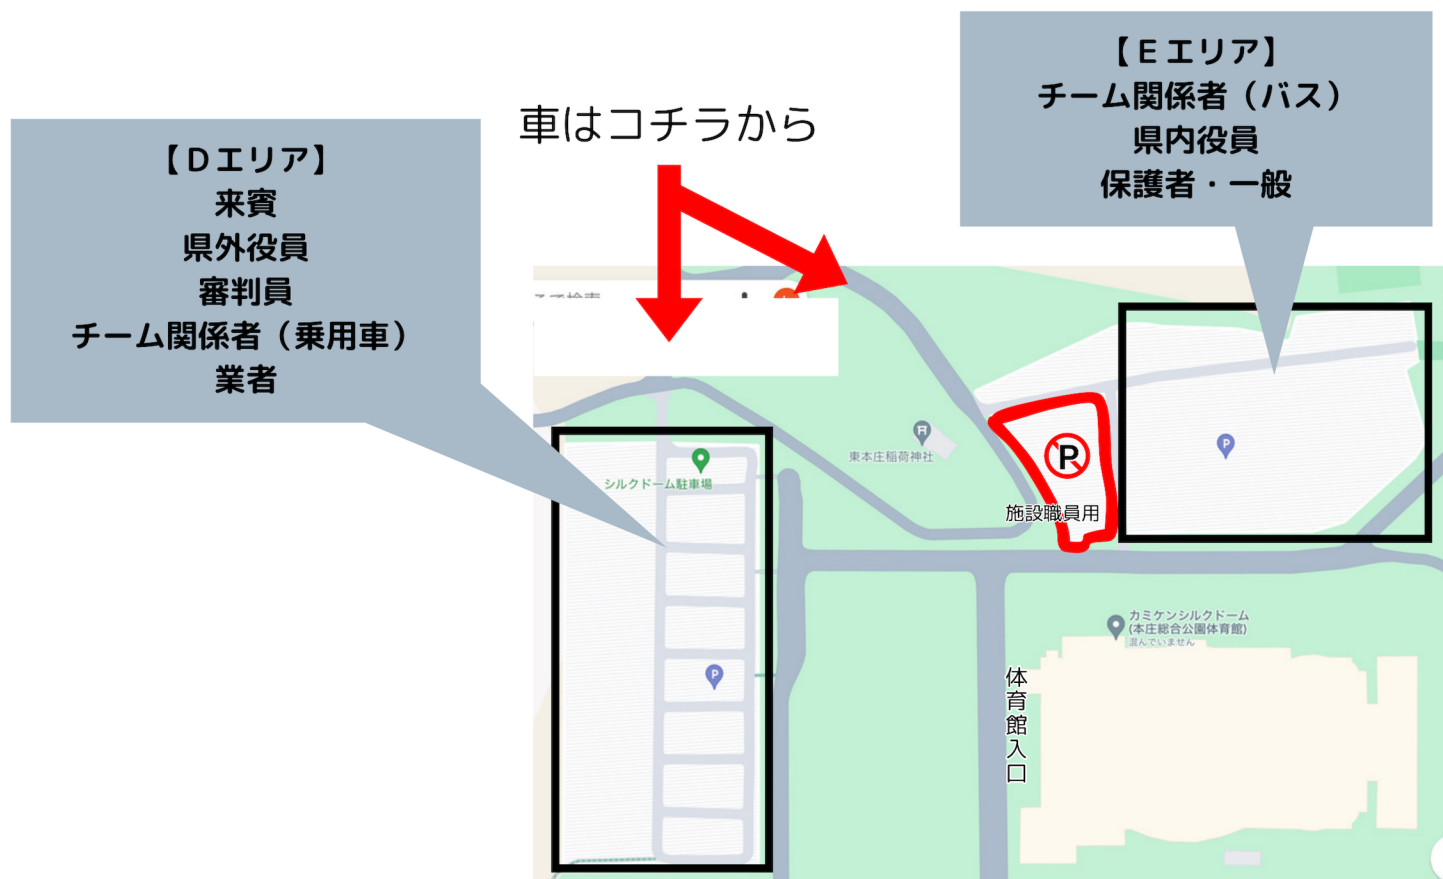 【Eエリア】
チーム関係者（バス）
県内役員
保護者・一般
車はコチラから
【Dエリア】
来賓
県外役員
審判員
チーム関係者（乗用車）
業者
東本庄稲荷神社
シルクドーム駐車場
P
P
P
施設職員用
カミケンシルクドーム
(本庄総合公園体育館)
混んでいません
体育館入口